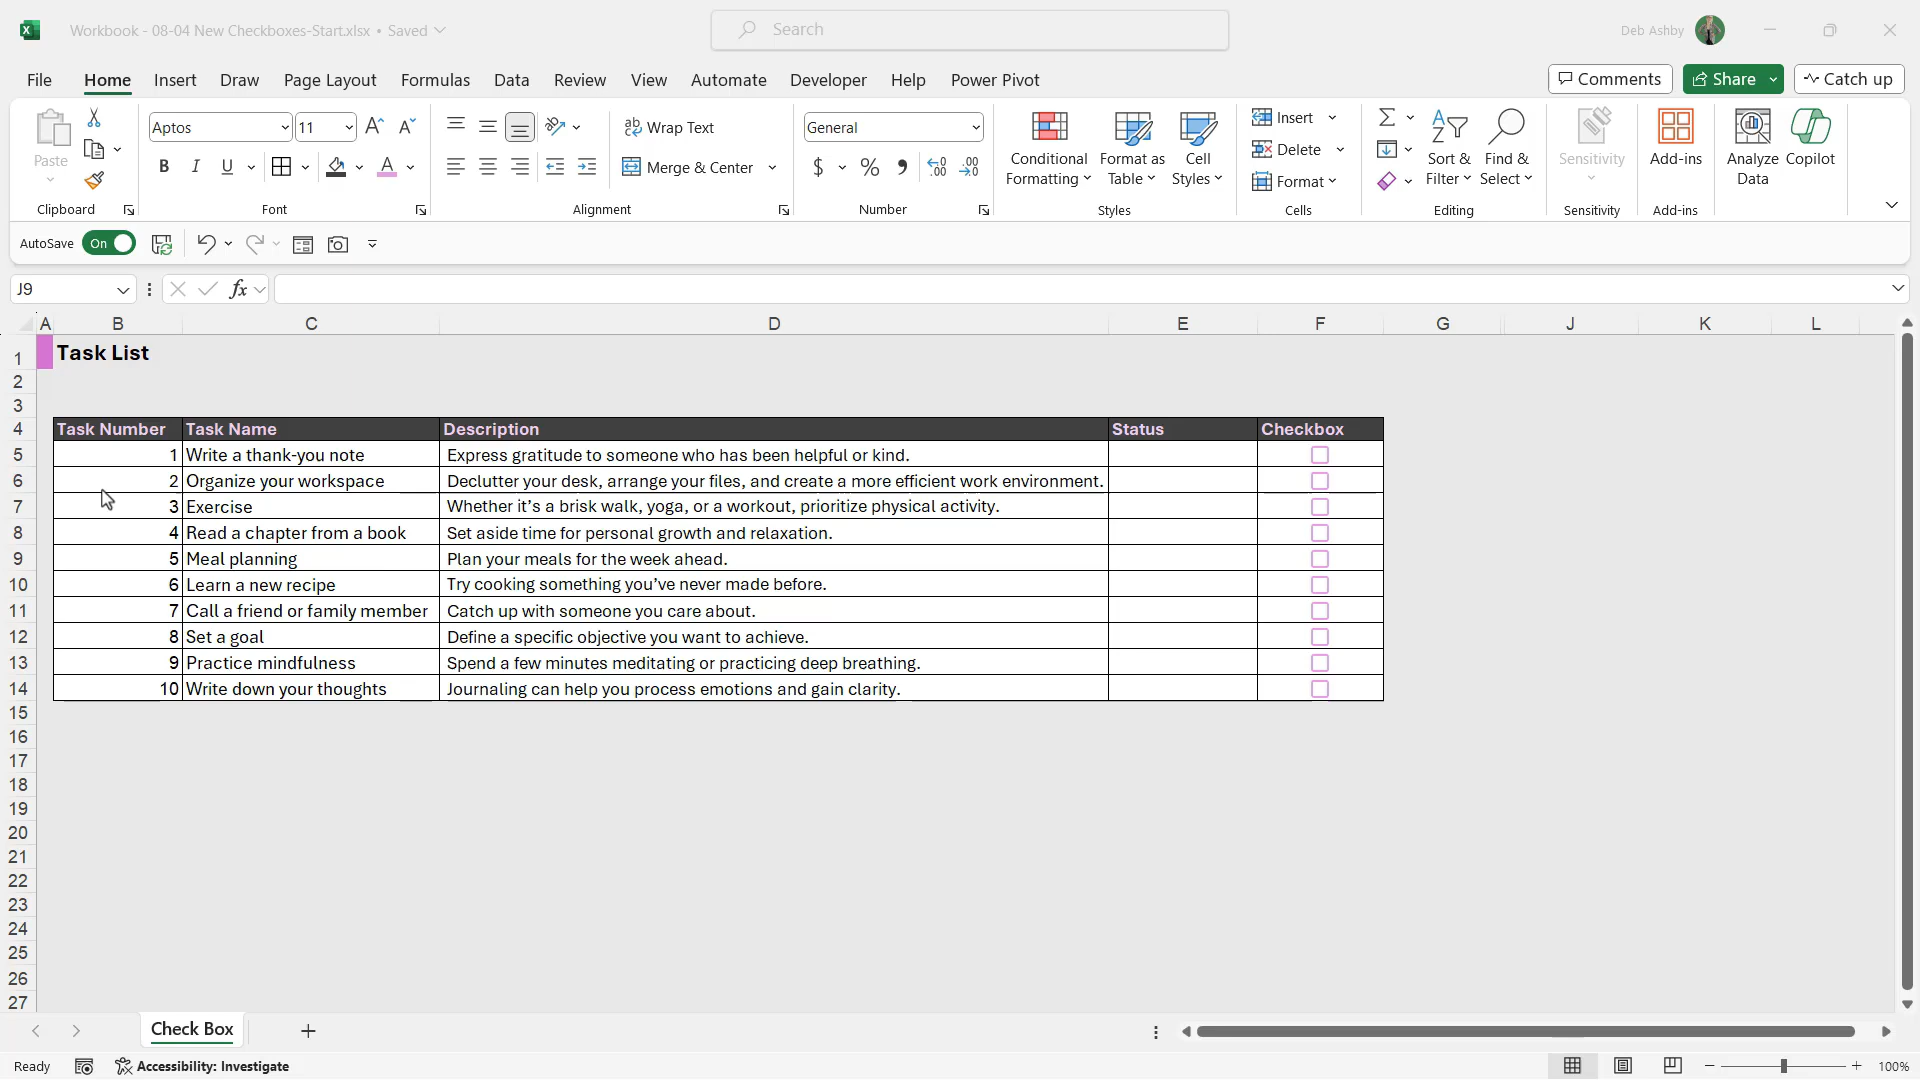 Workbook - 08-04 New Checkboxes-Start.xlsx • Saved
Search
Deb Ashby
File Home Insert Draw Page Layout Formulas Data Review View Automate Developer Help Power Pivot
Comments Share Catch up
Paste
Clipboard
Aptos 11
B I U A
Font
Wrap Text
Merge & Center
Alignment
General
$ % 9 .00
Number
Conditional Formatting
Format as Table
Cell Styles
Styles
Insert
Delete
Format
Cells
Sort & Filter
Find & Select
Editing
Sensitivity
Sensitivity
Add-ins
Add-ins
Analyze Data
Copilot
AutoSave On
J9 fx
A B C D E F G J K L
1 Task List
2
3
4 Task Number Task Name Description Status Checkbox
5 1 Write a thank-you note Express gratitude to someone who has been helpful or kind.
6 2 Organize your workspace Declutter your desk, arrange your files, and create a more efficient work environment.
7 3 Exercise Whether it's a brisk walk, yoga, or a workout, prioritize physical activity.
8 4 Read a chapter from a book Set aside time for personal growth and relaxation.
9 5 Meal planning Plan your meals for the week ahead.
10 6 Learn a new recipe Try cooking something you've never made before.
11 7 Call a friend or family member Catch up with someone you care about.
12 8 Set a goal Define a specific objective you want to achieve.
13 9 Practice mindfulness Spend a few minutes meditating or practicing deep breathing.
14 10 Write down your thoughts Journaling can help you process emotions and gain clarity.
15
16
17
18
19
20
21
22
23
24
25
26
27
Check Box
Ready Accessibility: Investigate 100%